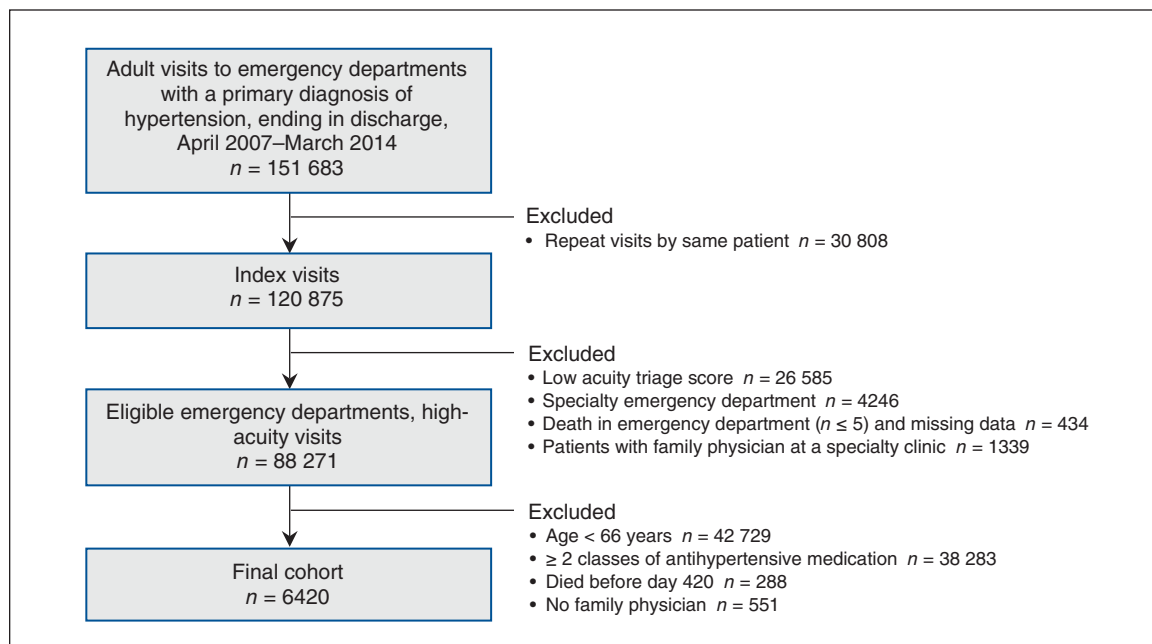 Adult visits to emergency departments
with a primary diagnosis of
hypertension, ending in discharge,
April 2007–March 2014
n = 151 683
Excluded
• Repeat visits by same patient n = 30 808
Index visits
n = 120 875
Excluded
• Low acuity triage score n = 26 585
• Specialty emergency department n = 4246
• Death in emergency department (n ≤ 5) and missing data n = 434
• Patients with family physician at a specialty clinic n = 1339
Eligible emergency departments, high-
acuity visits
n = 88 271
Excluded
• Age < 66 years n = 42 729
• ≥ 2 classes of antihypertensive medication n = 38 283
• Died before day 420 n = 288
• No family physician n = 551
Final cohort
n = 6420